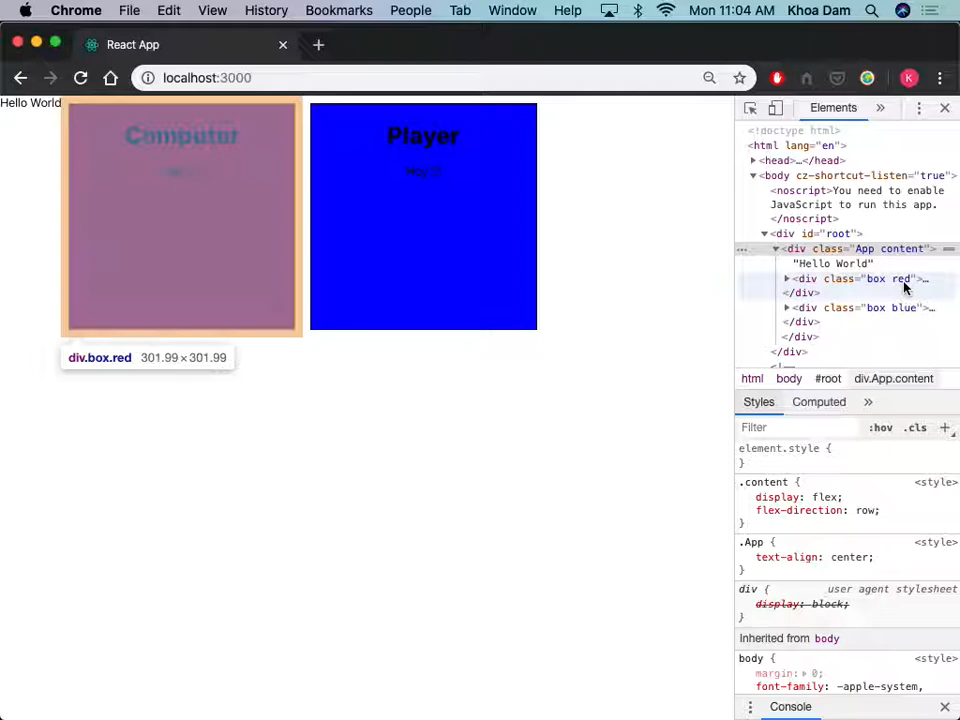 Chrome File Edit View History Bookmarks People Tab Window Help Mon 11:04 AM Khoa Dam
React App
localhost:3000 K
Hello World
Computer
Player
div.box.red 301.99×301.99
Elements »
<!doctype html>
<html lang="en">
<head>…</head>
<body cz-shortcut-listen="true">
<noscript>You need to enable
JavaScript to run this app.
</noscript>
<div id="root">
… <div class="App content"> ==
"Hello World"
<div class="box red">…
</div>
<div class="box blue">…
</div>
</div>
</div>
<!--
html body #root div.App.content
Styles Computed »
Filter :hov .cls +
element.style {
}
.content { <style>
display: flex;
flex-direction: row;
}
.App { <style>
text-align: center;
}
div { user agent stylesheet
display: block;
}
Inherited from body
body { <style>
margin: 0;
font-family: -apple-system,
Console